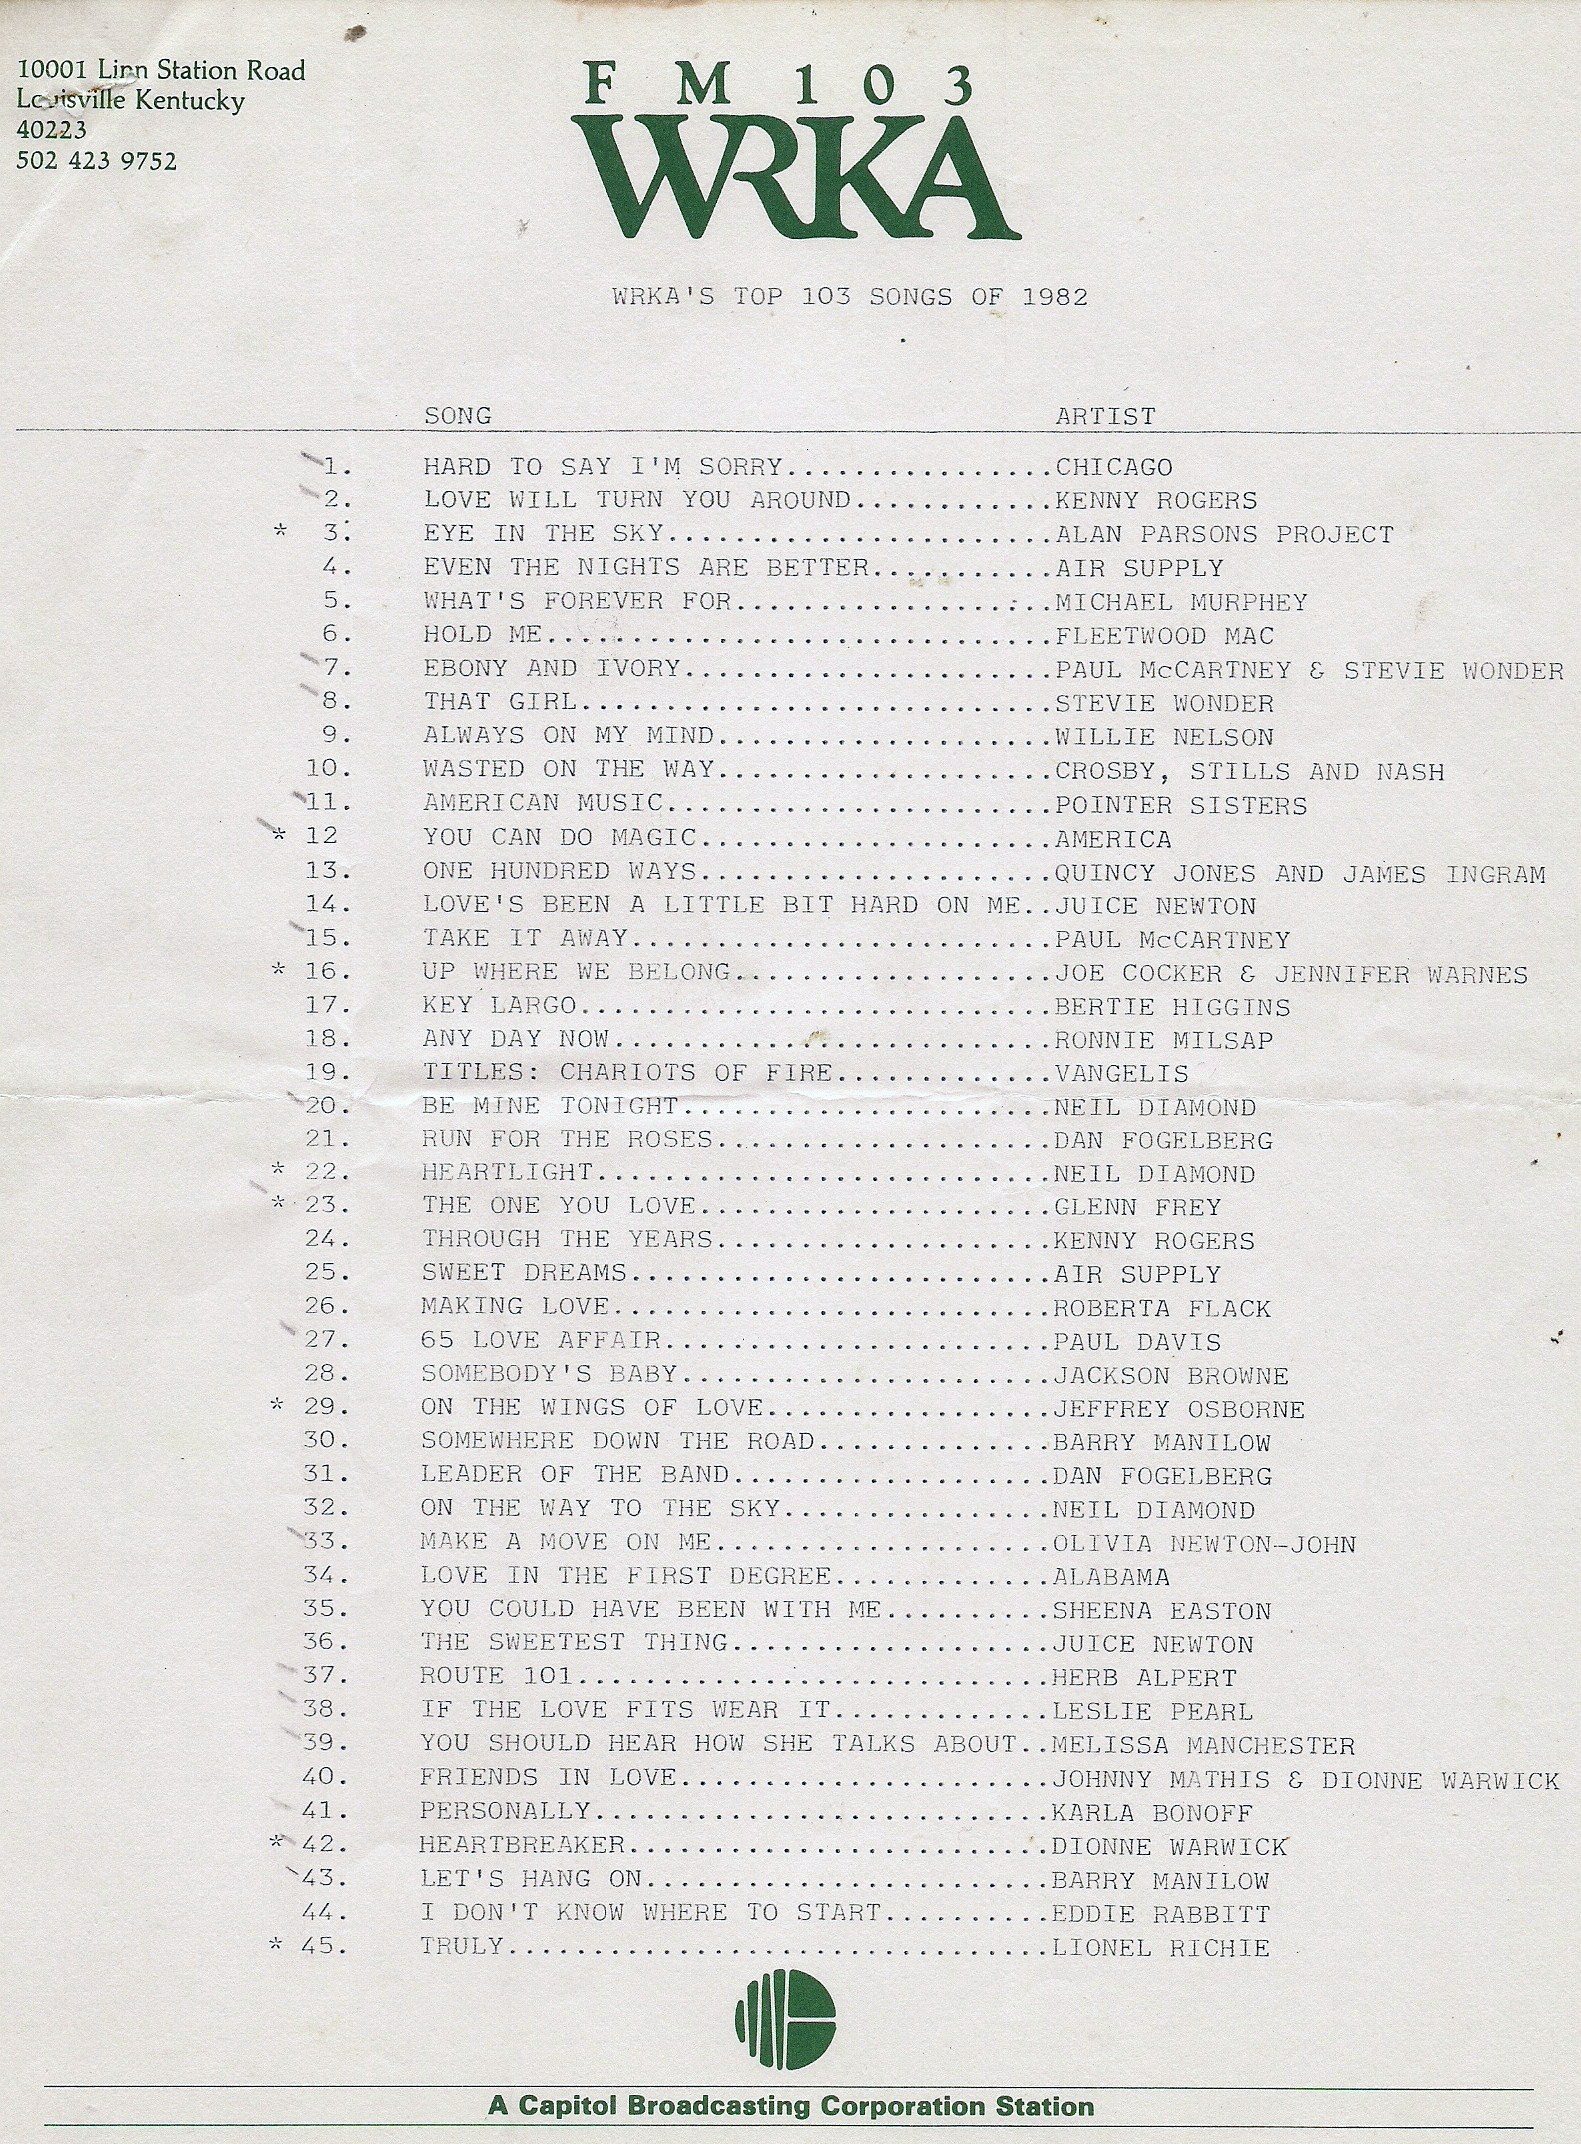 10001 Linn Station Road
Louisville Kentucky
40223
502 423 9752
FM103
WRKA
WRKA'S TOP 103 SONGS OF 1982
SONG ARTIST
1. HARD TO SAY I'M SORRY................CHICAGO
2. LOVE WILL TURN YOU AROUND............KENNY ROGERS
* 3. EYE IN THE SKY.......................ALAN PARSONS PROJECT
4. EVEN THE NIGHTS ARE BETTER...........AIR SUPPLY
5. WHAT'S FOREVER FOR...................MICHAEL MURPHEY
6. HOLD ME..............................FLEETWOOD MAC
7. EBONY AND IVORY......................PAUL McCARTNEY & STEVIE WONDER
8. THAT GIRL............................STEVIE WONDER
9. ALWAYS ON MY MIND....................WILLIE NELSON
10. WASTED ON THE WAY....................CROSBY, STILLS AND NASH
11. AMERICAN MUSIC.......................POINTER SISTERS
* 12 YOU CAN DO MAGIC.....................AMERICA
13. ONE HUNDRED WAYS.....................QUINCY JONES AND JAMES INGRAM
14. LOVE'S BEEN A LITTLE BIT HARD ON ME..JUICE NEWTON
15. TAKE IT AWAY.........................PAUL McCARTNEY
* 16. UP WHERE WE BELONG...................JOE COCKER & JENNIFER WARNES
17. KEY LARGO............................BERTIE HIGGINS
18. ANY DAY NOW..........................RONNIE MILSAP
19. TITLES: CHARIOTS OF FIRE.............VANGELIS
20. BE MINE TONIGHT......................NEIL DIAMOND
21. RUN FOR THE ROSES....................DAN FOGELBERG
* 22. HEARTLIGHT...........................NEIL DIAMOND
* 23. THE ONE YOU LOVE.....................GLENN FREY
24. THROUGH THE YEARS....................KENNY ROGERS
25. SWEET DREAMS.........................AIR SUPPLY
26. MAKING LOVE..........................ROBERTA FLACK
27. 65 LOVE AFFAIR.......................PAUL DAVIS
28. SOMEBODY'S BABY......................JACKSON BROWNE
* 29. ON THE WINGS OF LOVE.................JEFFREY OSBORNE
30. SOMEWHERE DOWN THE ROAD..............BARRY MANILOW
31. LEADER OF THE BAND...................DAN FOGELBERG
32. ON THE WAY TO THE SKY................NEIL DIAMOND
33. MAKE A MOVE ON ME....................OLIVIA NEWTON-JOHN
34. LOVE IN THE FIRST DEGREE.............ALABAMA
35. YOU COULD HAVE BEEN WITH ME..........SHEENA EASTON
36. THE SWEETEST THING...................JUICE NEWTON
37. ROUTE 101............................HERB ALPERT
38. IF THE LOVE FITS WEAR IT.............LESLIE PEARL
39. YOU SHOULD HEAR HOW SHE TALKS ABOUT..MELISSA MANCHESTER
40. FRIENDS IN LOVE......................JOHNNY MATHIS & DIONNE WARWICK
41. PERSONALLY...........................KARLA BONOFF
* 42. HEARTBREAKER.........................DIONNE WARWICK
43. LET'S HANG ON........................BARRY MANILOW
44. I DON'T KNOW WHERE TO START..........EDDIE RABBITT
* 45. TRULY................................LIONEL RICHIE
A Capitol Broadcasting Corporation Station